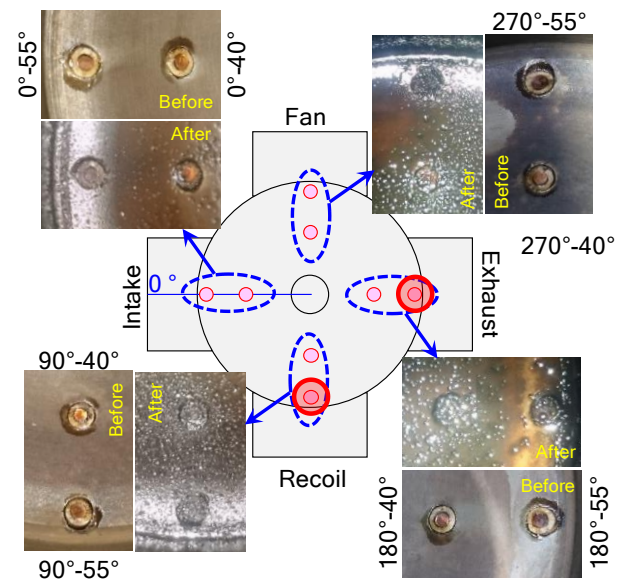 0°-55°
0°-40°
Before
After
270°-55°
Before
After
270°-40°
Fan
Intake
0 °
Exhaust
Recoil
90°-40°
Before
After
90°-55°
After
Before
180°-40°
180°-55°